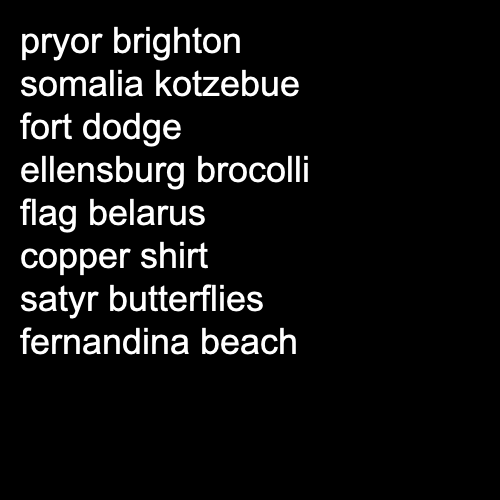 pryor brighton
somalia kotzebue
fort dodge
ellensburg brocolli
flag belarus
copper shirt
satyr butterflies
fernandina beach